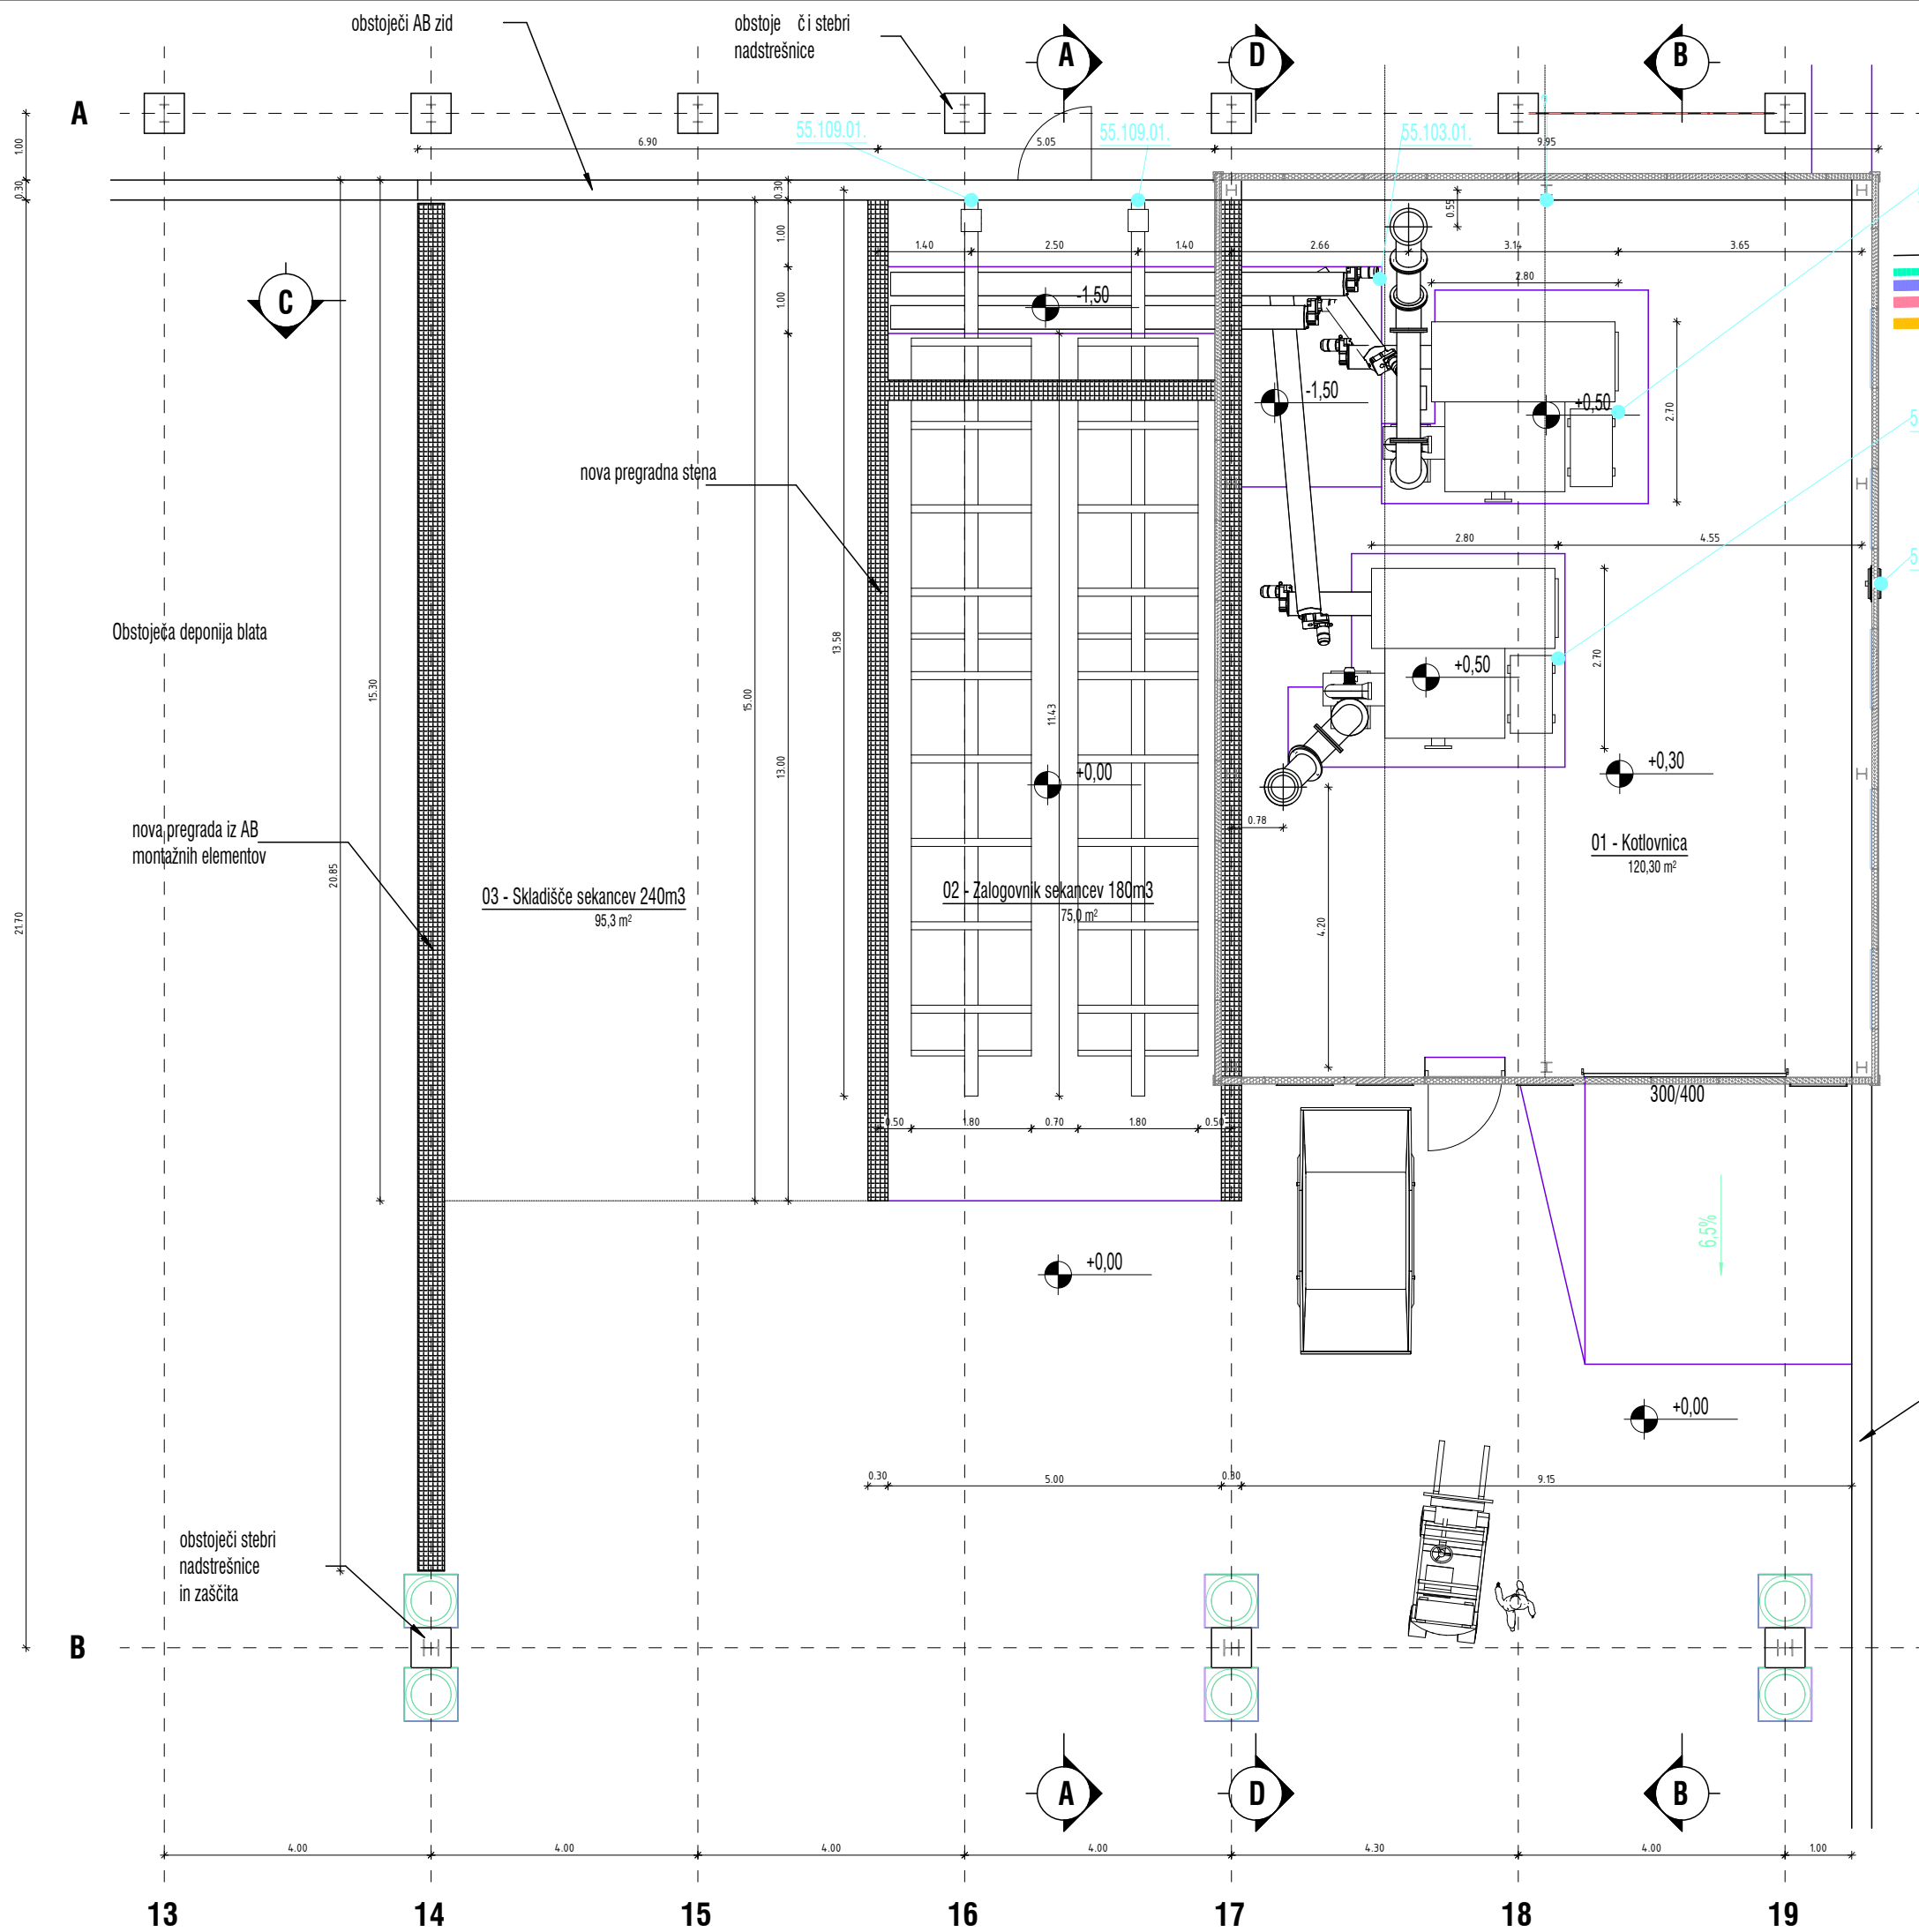 obstoječi AB zid
obstoje či stebri
nadstrešnice
A
D
B
A
1.00
6.90
55.109.01.
5.05
55.109.01.
55.103.01.
9.95
0.30
0.30
0.55
1.00
1.40
2.50
1.40
2.66
3.14
3.65
C
1.00
-1,50
2.80
-1,50
+0,50
2.70
nova pregradna stena
2.80
4.55
Obstoječa deponija blata
13.58
15.30
15.00
11.43
13.00
2.70
+0,50
+0,00
+0,30
0.78
nova pregrada iz AB
montažnih elementov
01 - Kotlovnica
120,30 m²
20.85
03 - Skladišče sekancev 240m3
95,3 m²
02 - Zalogovnik sekancev 180m3
75,0 m²
21.70
4.20
300/400
0.50
1.80
0.70
1.80
0.50
6,5%
+0,00
+0,00
0.30
5.00
0.30
9.15
obstoječi stebri
nadstrešnice
in zaščita
B
A
D
B
4.00
4.00
4.00
4.00
4.30
4.00
1.00
13
14
15
16
17
18
19